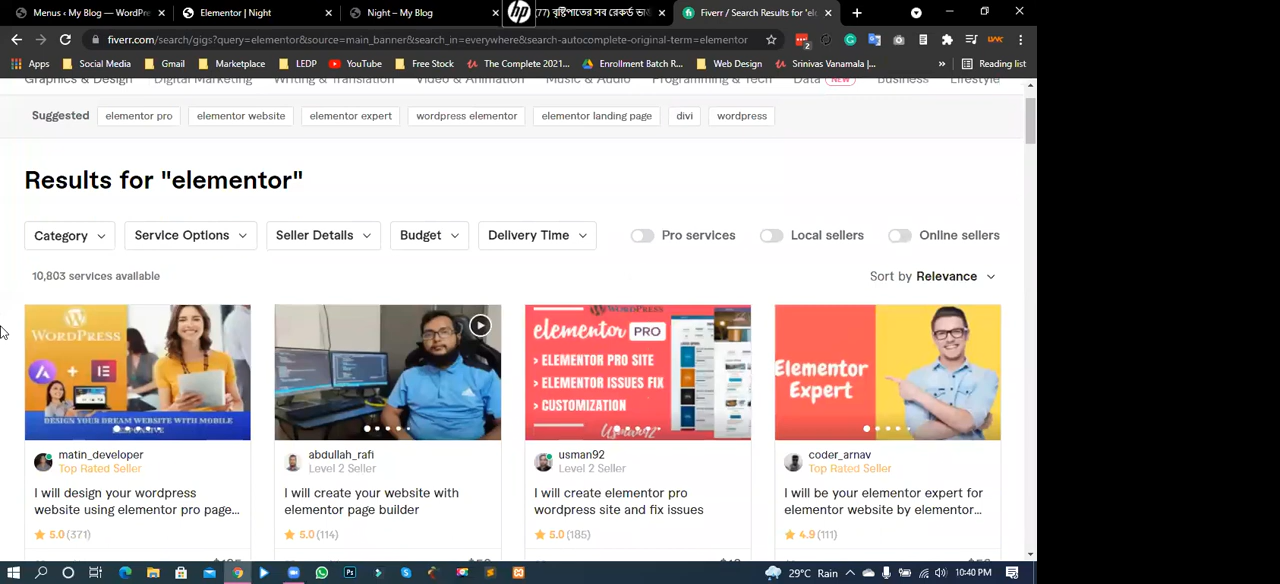 Menus ‹ My Blog — WordPr
Elementor | Night
Night – My Blog
(77) বৃষ্টিপাতের সব রেকর্ড ভাঙ
Fiverr / Search Results for 'ele
fiverr.com/search/gigs?query=elementor&source=main_banner&search_in=everywhere&search-autocomplete-original-term=elementor
Apps
Social Media
Gmail
Marketplace
LEDP
YouTube
Free Stock
The Complete 2021...
Enrollment Batch R...
Web Design
Srinivas Vanamala |...
»
Reading list
Graphics & Design
Digital Marketing
Writing & Translation
Video & Animation
Music & Audio
Programming & Tech
Data NEW
Business
Lifestyle
Suggested
elementor pro
elementor website
elementor expert
wordpress elementor
elementor landing page
divi
wordpress
Results for "elementor"
Category
Service Options
Seller Details
Budget
Delivery Time
Pro services
Local sellers
Online sellers
10,803 services available
Sort by Relevance
WORDPRESS
DESIGN YOUR DREAM WEBSITE WITH MOBILE
matin_developer
Top Rated Seller
I will design your wordpress
website using elementor pro page...
5.0 (371)
abdullah_rafi
Level 2 Seller
I will create your website with
elementor page builder
5.0 (114)
WORDPRESS
elementor PRO
> ELEMENTOR PRO SITE
> ELEMENTOR ISSUES FIX
> CUSTOMIZATION
Usman92
usman92
Level 2 Seller
I will create elementor pro
wordpress site and fix issues
5.0 (185)
Elementor
Expert
coder_arnav
Top Rated Seller
I will be your elementor expert for
elementor website by elementor...
4.9 (111)
29°C Rain
10:40 PM